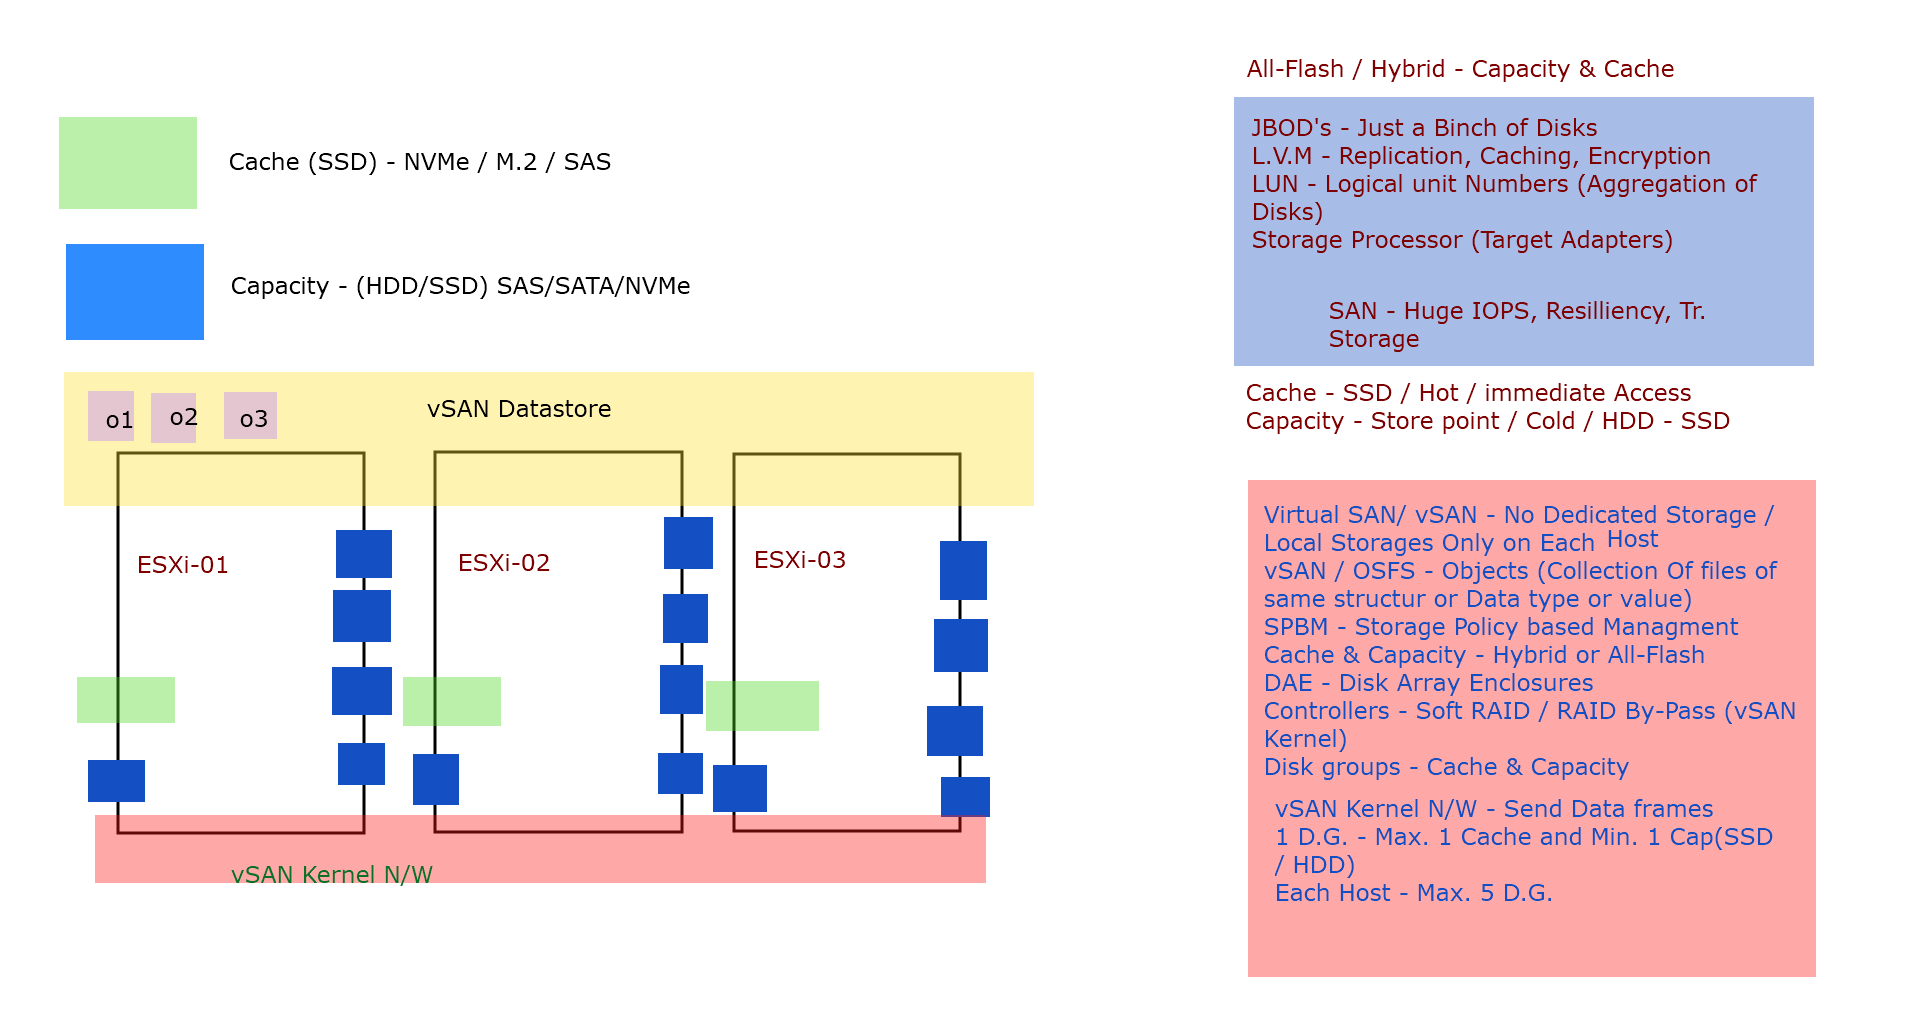 Cache (SSD) - NVMe / M.2 / SAS
Capacity - (HDD/SSD) SAS/SATA/NVMe
o1
o2
o3
vSAN Datastore
ESXi-01
ESXi-02
ESXi-03
vSAN Kernel N/W
All-Flash / Hybrid - Capacity & Cache
JBOD's - Just a Binch of Disks
L.V.M - Replication, Caching, Encryption
LUN - Logical unit Numbers (Aggregation of
Disks)
Storage Processor (Target Adapters)
SAN - Huge IOPS, Resilliency, Tr.
Storage
Cache - SSD / Hot / immediate Access
Capacity - Store point / Cold / HDD - SSD
Virtual SAN/ vSAN - No Dedicated Storage /
Local Storages Only on Each Host
vSAN / OSFS - Objects (Collection Of files of
same structur or Data type or value)
SPBM - Storage Policy based Managment
Cache & Capacity - Hybrid or All-Flash
DAE - Disk Array Enclosures
Controllers - Soft RAID / RAID By-Pass (vSAN
Kernel)
Disk groups - Cache & Capacity
vSAN Kernel N/W - Send Data frames
1 D.G. - Max. 1 Cache and Min. 1 Cap(SSD
/ HDD)
Each Host - Max. 5 D.G.